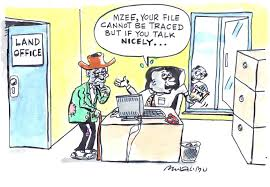 LAND
OFFICE
MZEE, YOUR FILE
CANNOT BE TRACED
BUT IF YOU TALK
NICELY...